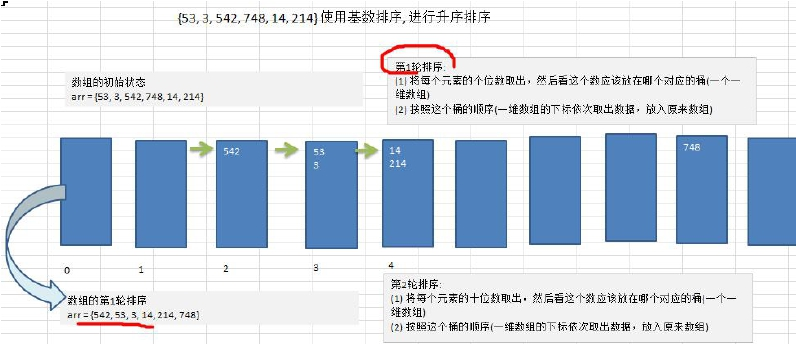 {53, 3, 542, 748, 14, 214} 使用基数排序, 进行升序排序
第1轮排序:
(1) 将每个元素的个位数取出，然后看这个数应该放在哪个对应的桶(一个一
维数组)
(2) 按照这个桶的顺序(一维数组的下标依次取出数据，放入原来数组)
数组的初始状态
arr = {53, 3, 542, 748, 14, 214}
542
53
3
14
214
748
0
1
2
3
4
数组的第1轮排序
arr = {542, 53, 3, 14, 214, 748}
第2轮排序:
(1) 将每个元素的十位数取出，然后看这个数应该放在哪个对应的桶(一个一
维数组)
(2) 按照这个桶的顺序(一维数组的下标依次取出数据，放入原来数组)